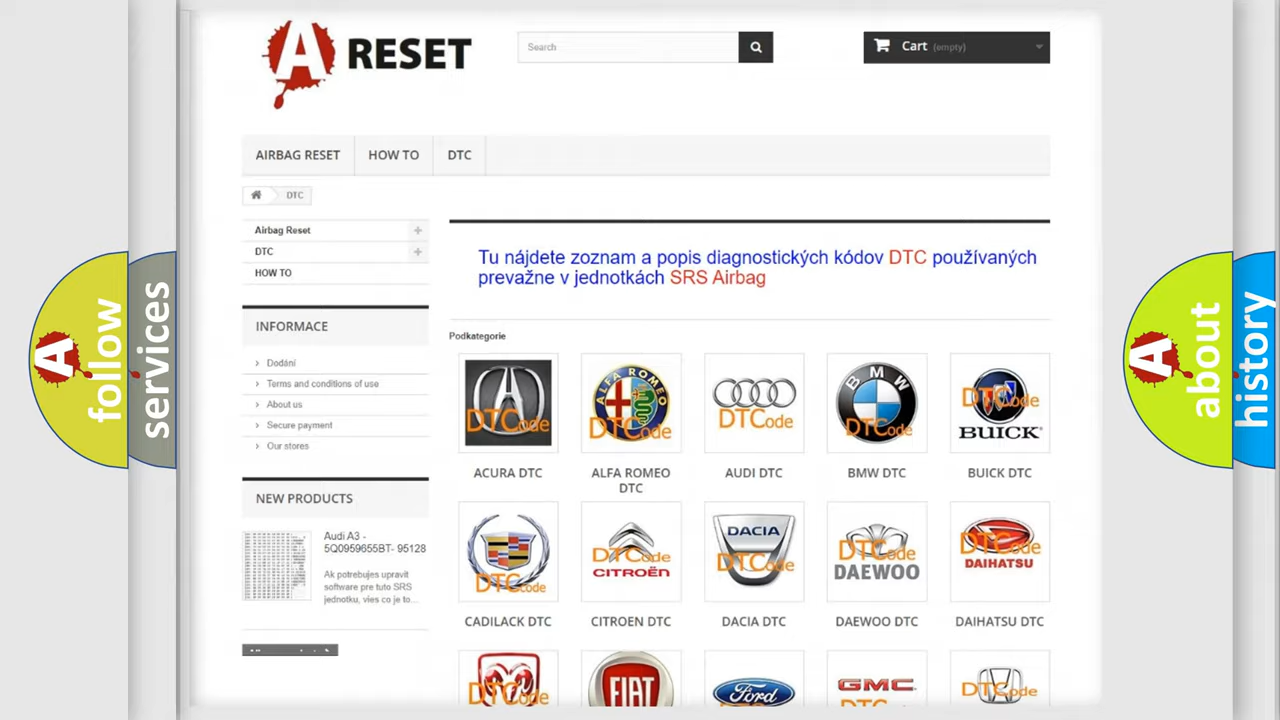 A RESET
Search
Cart (empty)
AIRBAG RESET
HOW TO
DTC
DTC
Airbag Reset
DTC
HOW TO
INFORMACE
Dodání
Terms and conditions of use
About us
Secure payment
Our stores
NEW PRODUCTS
Audi A3 -
5Q0959655BT- 95128
Ak potrebujes upravit
software pre tuto SRS
jednotku, vies co je to...
Tu nájdete zoznam a popis diagnostických kódov DTC používaných
prevažne v jednotkách SRS Airbag
Podkategorie
DTCode
ALFA ROMEO
DTCode
DTCode
BMW
DTCode
DTCode
BUICK
ACURA DTC
ALFA ROMEO
DTC
AUDI DTC
BMW DTC
BUICK DTC
DTCode
DTCode
CITROËN
DACIA
DTCode
DTCode
DAEWOO
DTCode
DAIHATSU
CADILACK DTC
CITROEN DTC
DACIA DTC
DAEWOO DTC
DAIHATSU DTC
DTCode
FIAT
Ford
GMC
DTCode
A follow
services
A about
history